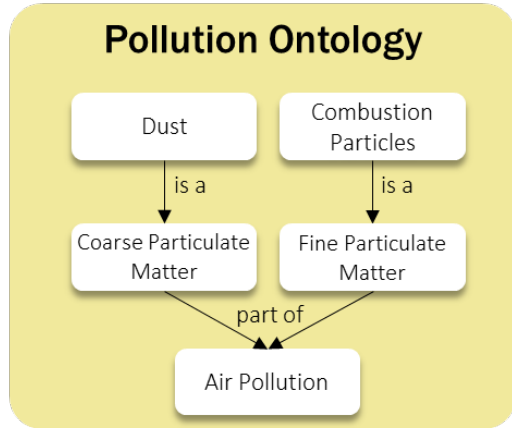 Pollution Ontology
Dust
Combustion
Particles
is a
is a
Coarse Particulate
Matter
Fine Particulate
Matter
part of
Air Pollution